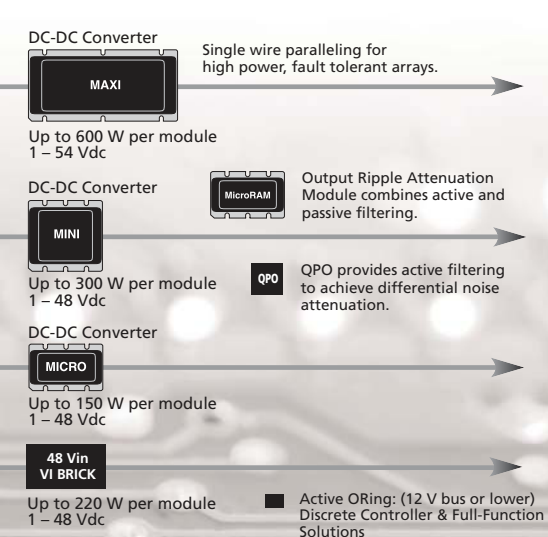 DC-DC Converter
MAXI
Single wire paralleling for
high power, fault tolerant arrays.
Up to 600 W per module
1 – 54 Vdc
DC-DC Converter
MINI
MicroRAM
Output Ripple Attenuation
Module combines active and
passive filtering.
Up to 300 W per module
1 – 48 Vdc
QPO
QPO provides active filtering
to achieve differential noise
attenuation.
DC-DC Converter
MICRO
Up to 150 W per module
1 – 48 Vdc
48 Vin
VI BRICK
Up to 220 W per module
1 – 48 Vdc
Active ORing: (12 V bus or lower)
Discrete Controller & Full-Function
Solutions